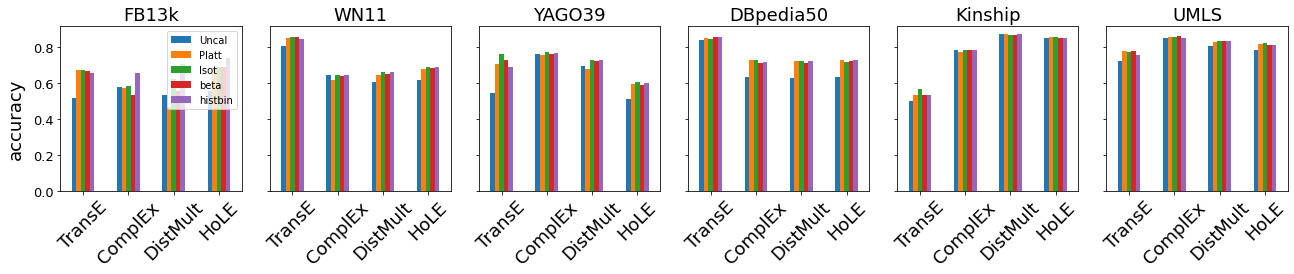 FB13k
WN11
YAGO39
DBpedia50
Kinship
UMLS
accuracy
0.8
0.6
0.4
0.2
0.0
Uncal
Platt
Isot
beta
histbin
TransE
ComplEx
DistMult
HoLE
TransE
ComplEx
DistMult
HoLE
TransE
ComplEx
DistMult
HoLE
TransE
ComplEx
DistMult
HoLE
TransE
ComplEx
DistMult
HoLE
TransE
ComplEx
DistMult
HoLE